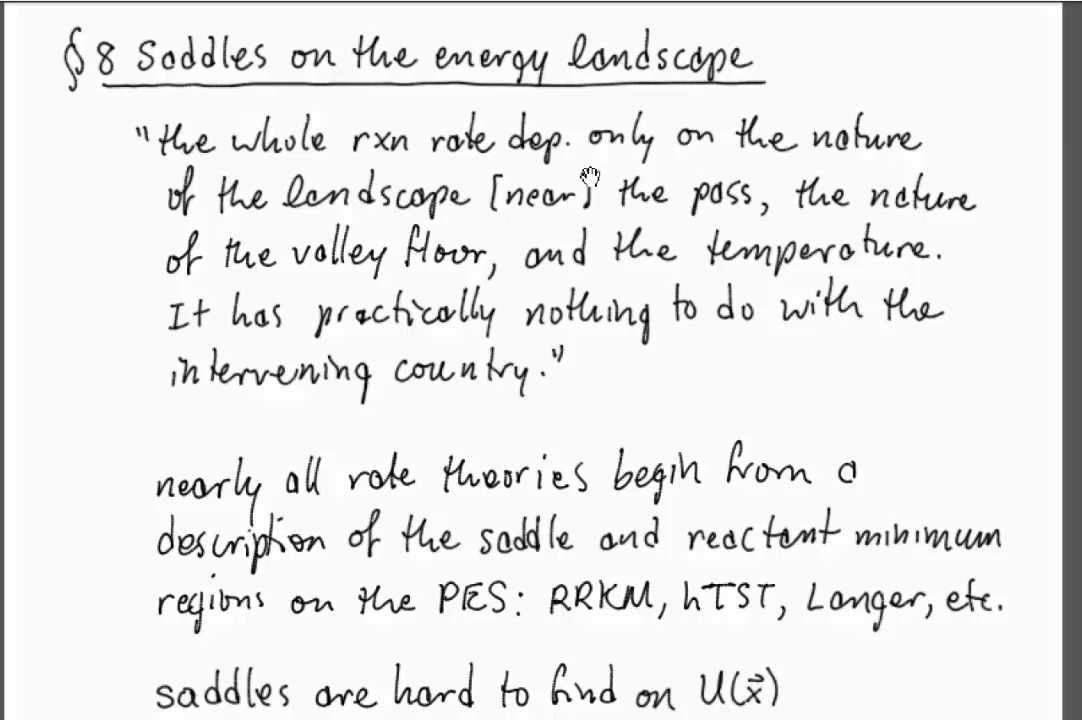 § 8 Saddles on the energy landscape
"the whole rxn rate dep. only on the nature
of the landscape [near] the pass, the nature
of the valley floor, and the temperature.
It has practically nothing to do with the
intervening country."
nearly all rate theories begin from a
description of the saddle and reactant minimum
regions on the PES: RRKM, hTST, Langer, etc.
saddles are hard to find on U(x⃗)